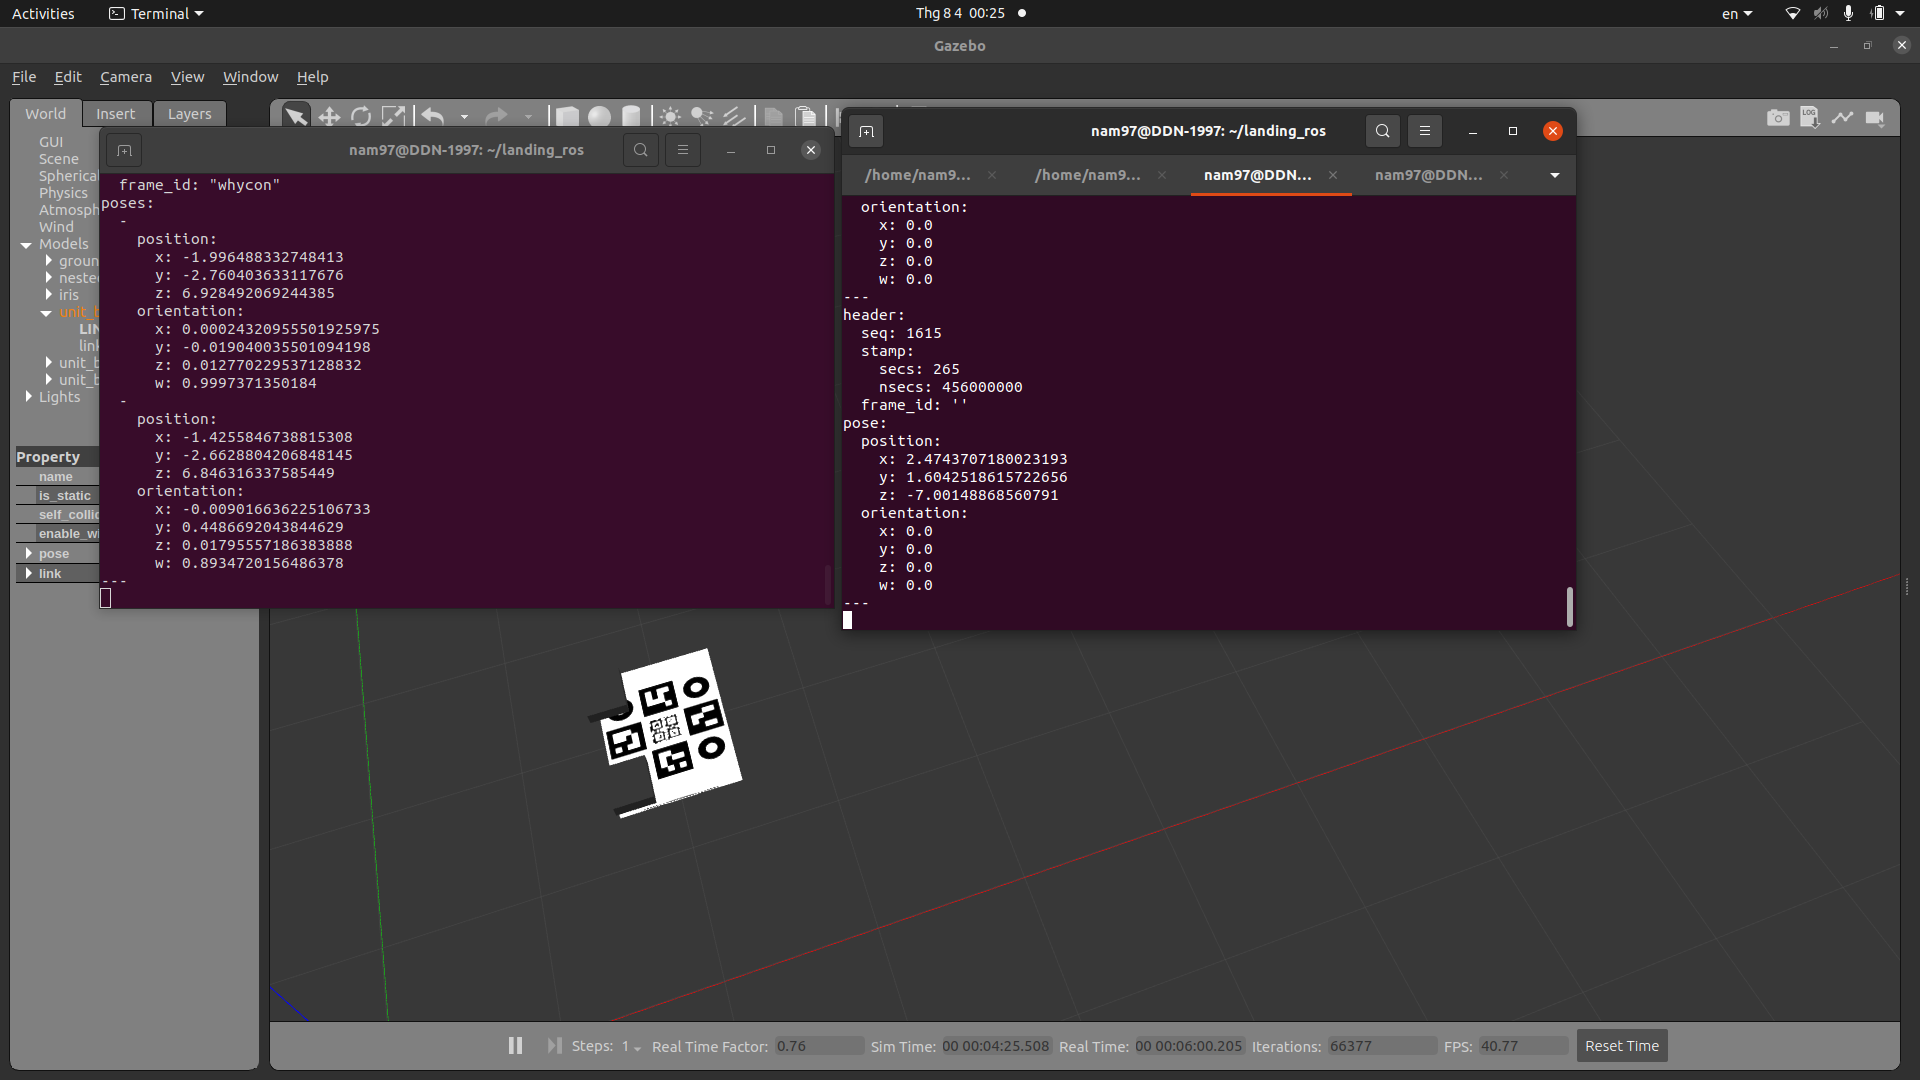 Activities
Terminal
Thg 8 4 00:25
en
Gazebo
File Edit Camera View Window Help
World Insert Layers
GUI
Scene
Spherica
Physics
Atmosph
Wind
Models
groun
neste
iris
unit_b
LIN
link
unit_b
unit_b
Lights
Property
name
is_static
self_collic
enable_wi
pose
link
nam97@DDN-1997: ~/landing_ros
frame_id: "whycon"
poses:
-
position:
x: -1.996488332748413
y: -2.760403633117676
z: 6.928492069244385
orientation:
x: 0.00024320955501925975
y: -0.019040035501094198
z: 0.012770229537128832
w: 0.9997371350184
-
position:
x: -1.4255846738815308
y: -2.6628804206848145
z: 6.846316337585449
orientation:
x: -0.009016636225106733
y: 0.4486692043844629
z: 0.01795557186383888
w: 0.8934720156486378
---
nam97@DDN-1997: ~/landing_ros
/home/nam9... /home/nam9... nam97@DDN... nam97@DDN...
orientation:
x: 0.0
y: 0.0
z: 0.0
w: 0.0
---
header:
seq: 1615
stamp:
secs: 265
nsecs: 456000000
frame_id: ''
pose:
position:
x: 2.4743707180023193
y: 1.6042518615722656
z: -7.00148868560791
orientation:
x: 0.0
y: 0.0
z: 0.0
w: 0.0
---
LOG
Steps: 1 Real Time Factor: 0.76 Sim Time: 00 00:04:25.508 Real Time: 00 00:06:00.205 Iterations: 66377 FPS: 40.77 Reset Time